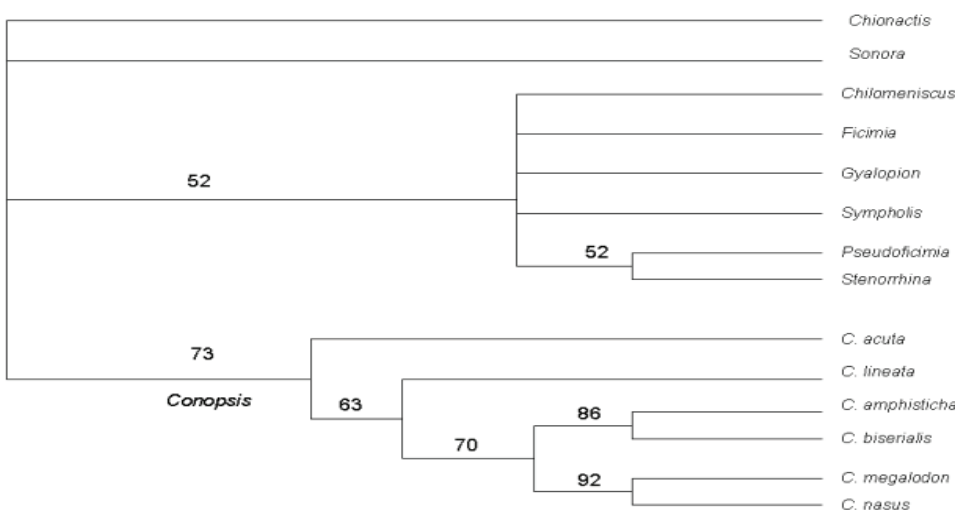 Chionactis
Sonora
Chilomeniscus
Ficimia
52
Gyalopion
Sympholis
52
Pseudoficimia
Stenorrhina
C. acuta
73
C. lineata
Conopsis
63
C. amphisticha
86
C. biserialis
70
C. megalodon
92
C. nasus